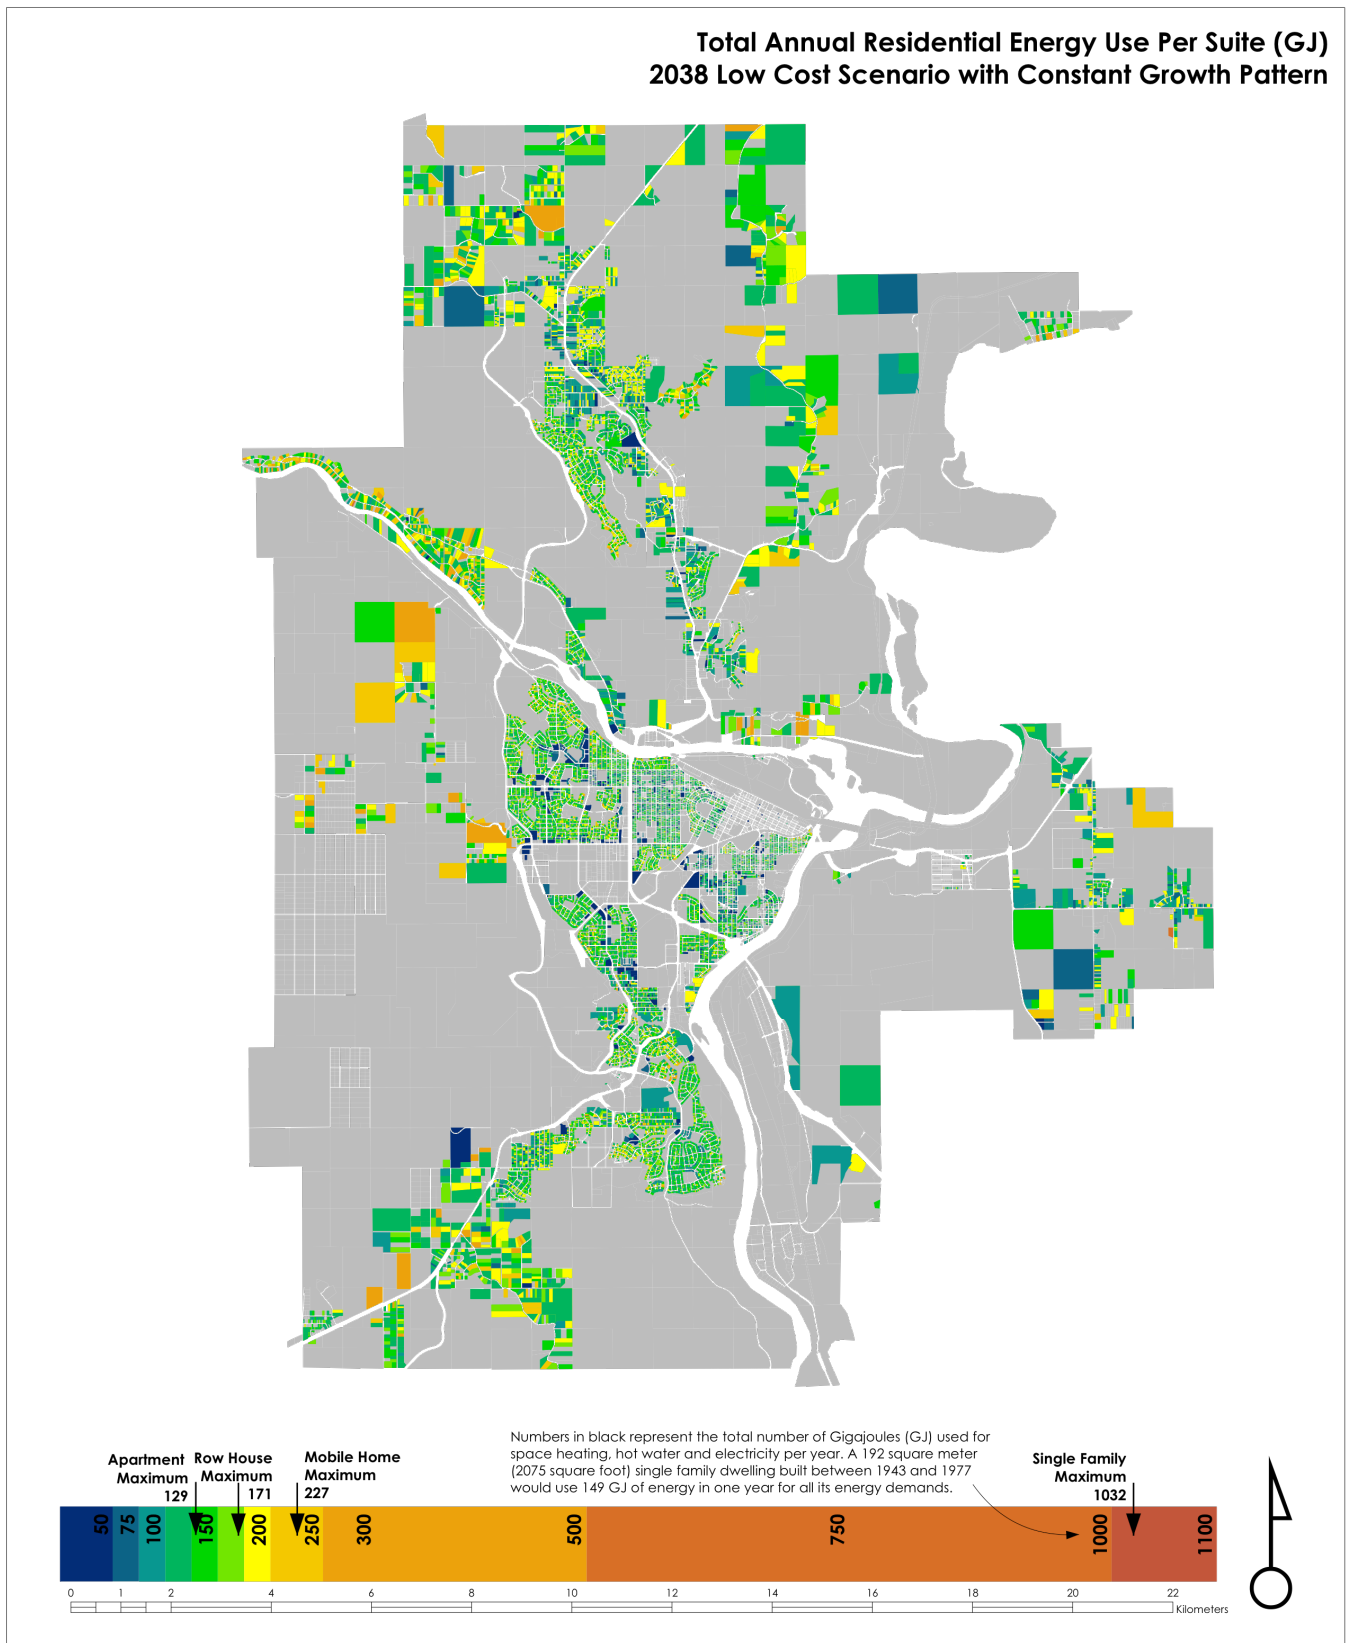 Total Annual Residential Energy Use Per Suite (GJ)
2038 Low Cost Scenario with Constant Growth Pattern
Numbers in black represent the total number of Gigajoules (GJ) used for
space heating, hot water and electricity per year. A 192 square meter
(2075 square foot) single family dwelling built between 1943 and 1977
would use 149 GJ of energy in one year for all its energy demands.
Apartment
Maximum
129
Row House
Maximum
171
Mobile Home
Maximum
227
Single Family
Maximum
1032
50 75 100 150 200 250 300 500 750 1000 1100
0 1 2 4 6 8 10 12 14 16 18 20 22
Kilometers